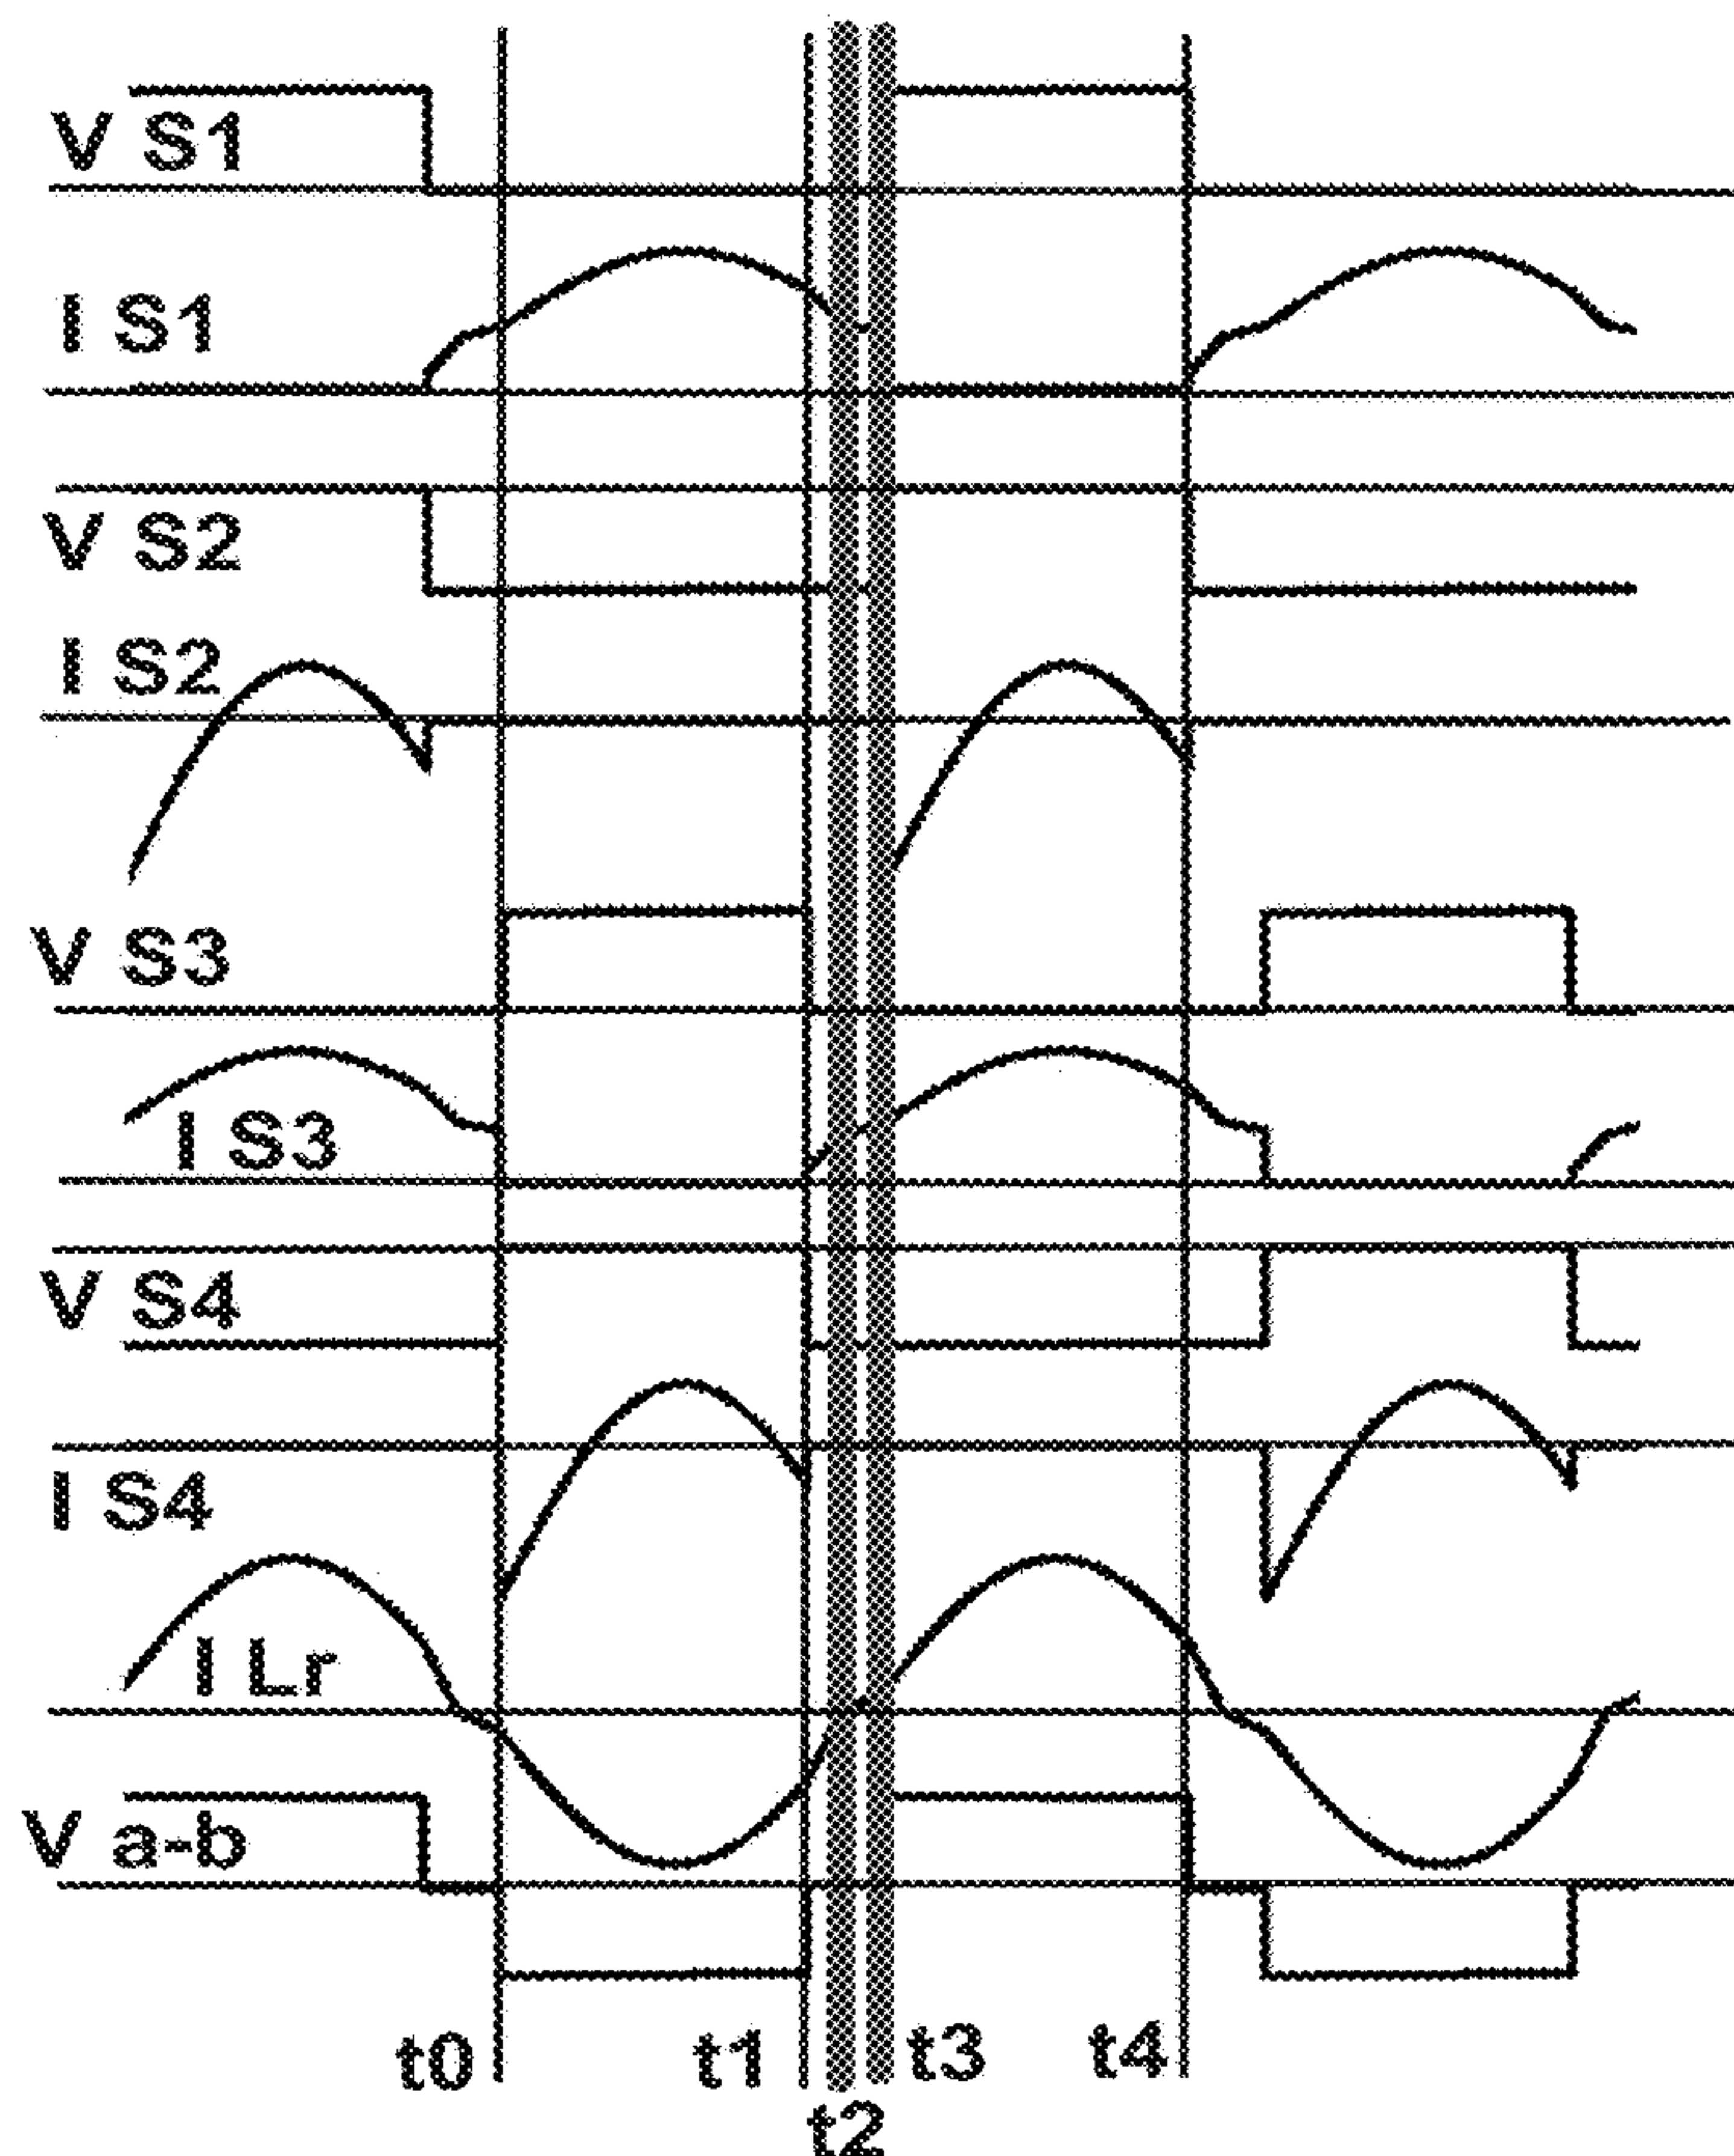 V S1
I S1
V S2
I S2
V S3
I S3
V S4
I S4
I Lr
V a-b
t0 t1 t3 t4
t2